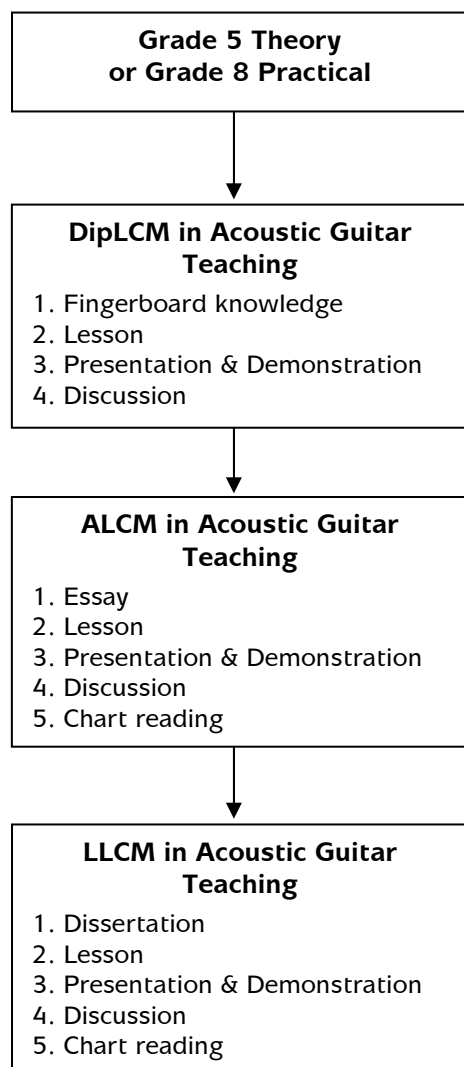 Grade 5 Theory
or Grade 8 Practical
DipLCM in Acoustic Guitar
Teaching
1. Fingerboard knowledge
2. Lesson
3. Presentation & Demonstration
4. Discussion
ALCM in Acoustic Guitar
Teaching
1. Essay
2. Lesson
3. Presentation & Demonstration
4. Discussion
5. Chart reading
LLCM in Acoustic Guitar
Teaching
1. Dissertation
2. Lesson
3. Presentation & Demonstration
4. Discussion
5. Chart reading